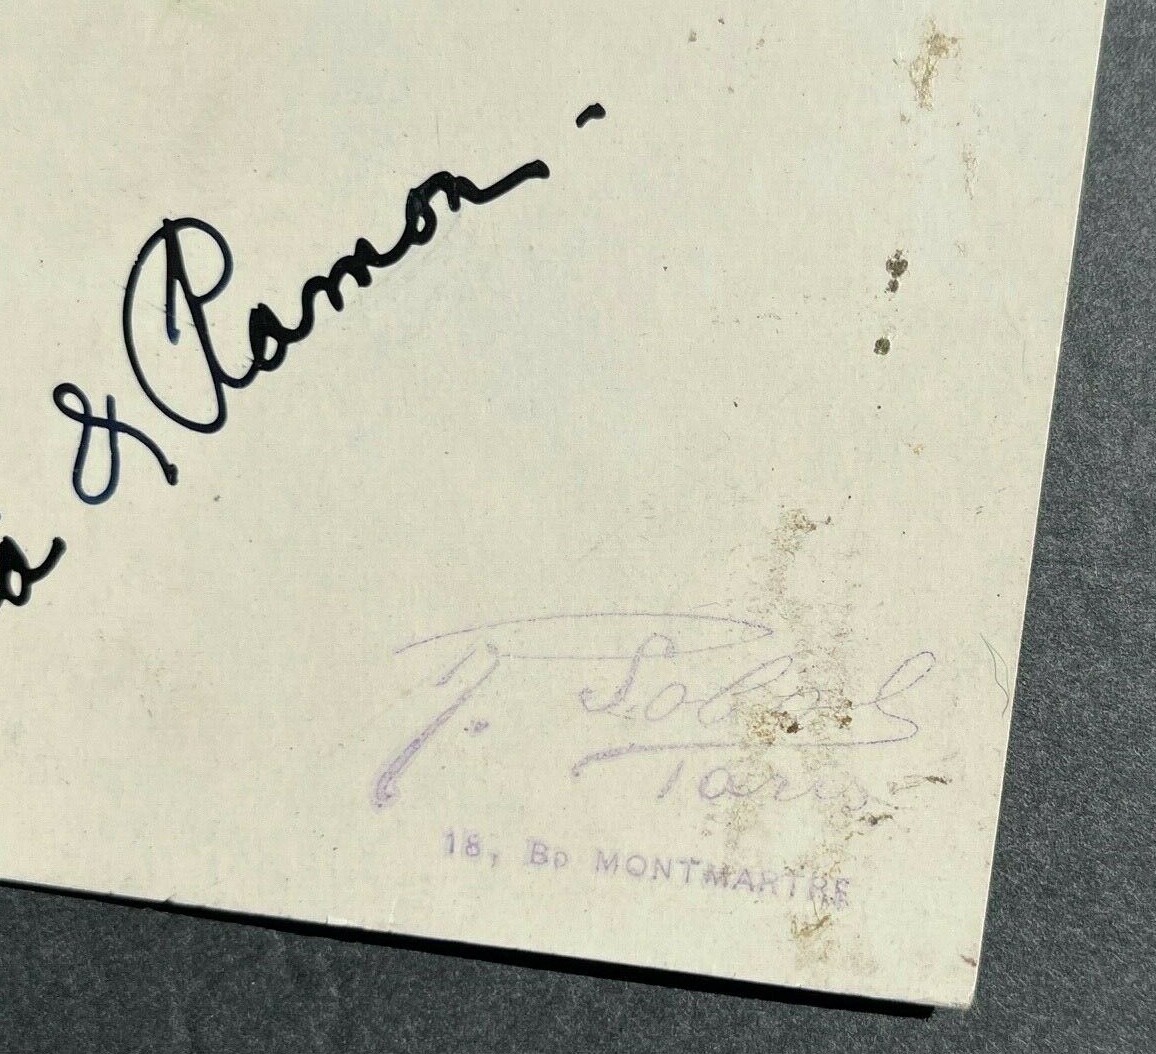 a & Ramon -
J. Sobol
Paris
18, BD MONTMARTRE